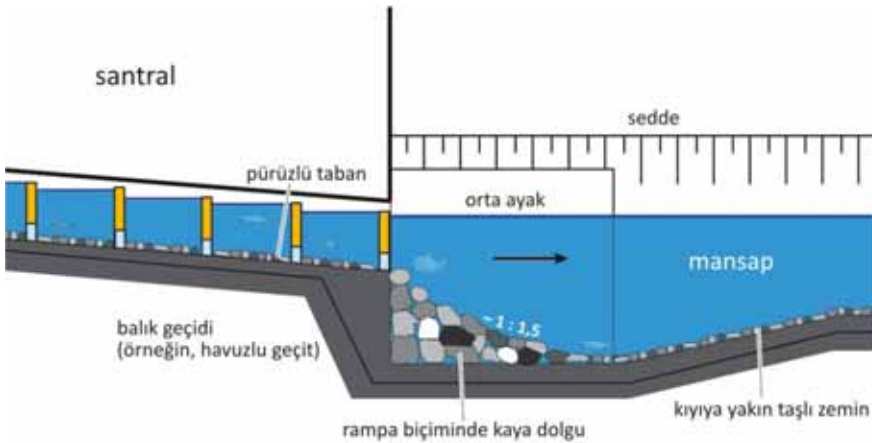 santral
sedde
pürüzlü taban
orta ayak
mansap
~1 : 1,5
balık geçidi
(örneğin, havuzlu geçit)
kıyıya yakın taşlı zemin
rampa biçiminde kaya dolgu